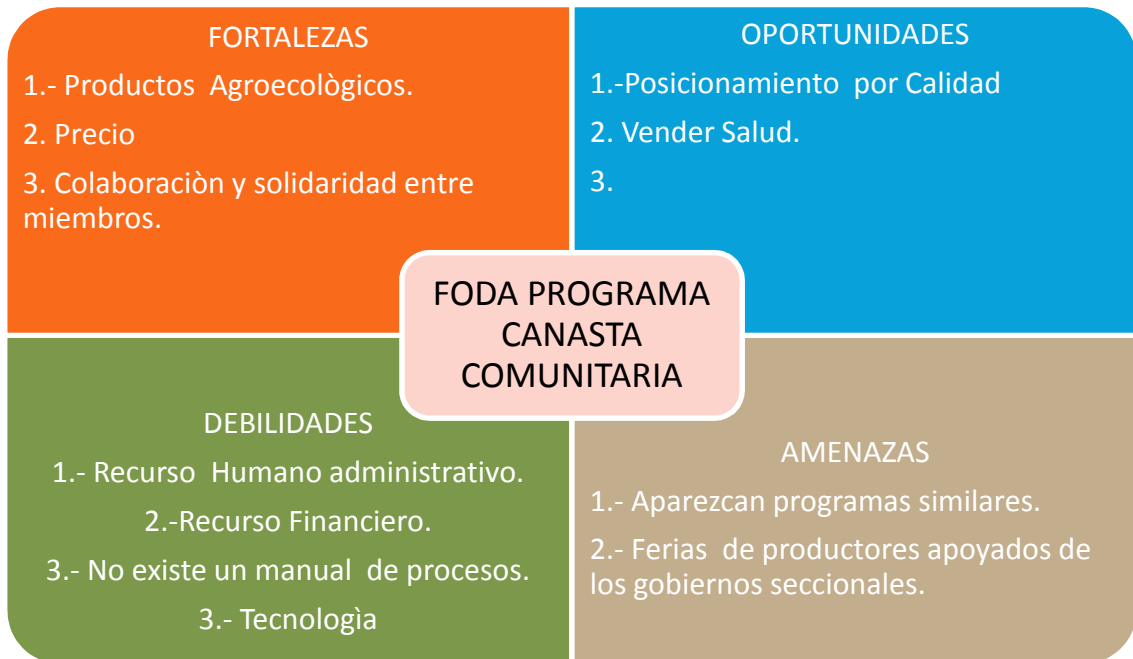 FORTALEZAS
1.- Productos  Agroecològicos.
2. Precio
3. Colaboraciòn y solidaridad entre
miembros.
OPORTUNIDADES
1.-Posicionamiento  por Calidad
2. Vender Salud.
3.
FODA PROGRAMA
CANASTA
COMUNITARIA
DEBILIDADES
1.- Recurso  Humano administrativo.
2.-Recurso Financiero.
3.- No existe un manual  de procesos.
3.- Tecnologìa
AMENAZAS
1.- Aparezcan programas similares.
2.- Ferias  de productores apoyados de
los gobiernos seccionales.